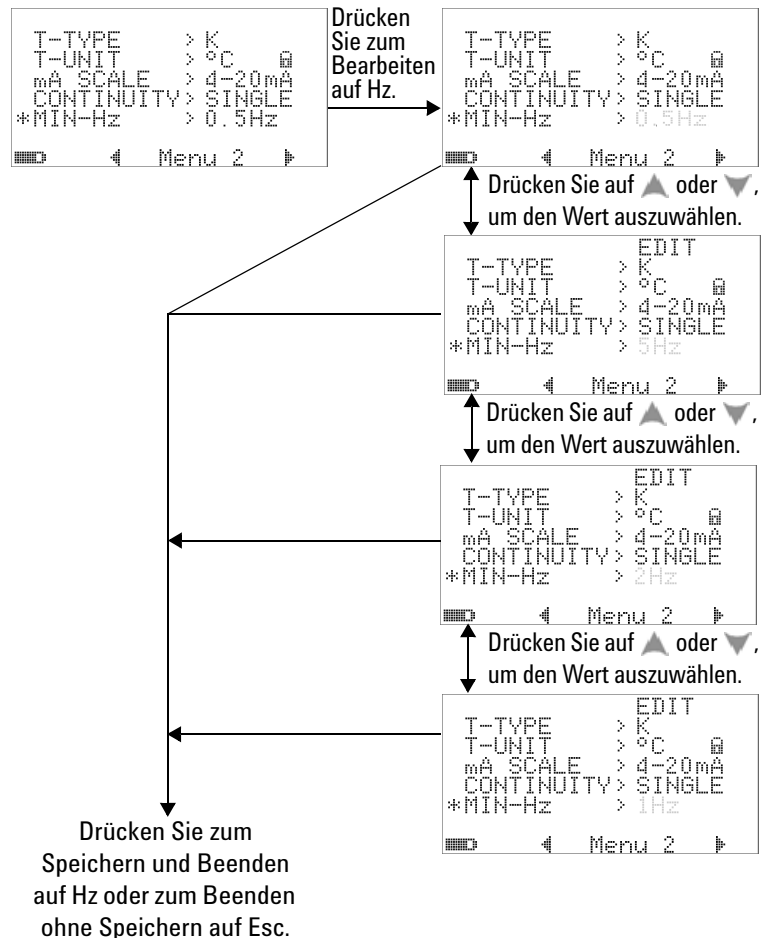 T-TYPE > K
T-UNIT > °C
mA SCALE > 4-20mA
CONTINUITY> SINGLE
*MIN-Hz > 0.5Hz
Menu 2
Drücken
Sie zum
Bearbeiten
auf Hz.
T-TYPE > K
T-UNIT > °C
mA SCALE > 4-20mA
CONTINUITY> SINGLE
*MIN-Hz > 0.5Hz
Menu 2
Drücken Sie auf ▲ oder ▼,
um den Wert auszuwählen.
EDIT
T-TYPE > K
T-UNIT > °C
mA SCALE > 4-20mA
CONTINUITY> SINGLE
*MIN-Hz > 5Hz
Menu 2
Drücken Sie auf ▲ oder ▼,
um den Wert auszuwählen.
EDIT
T-TYPE > K
T-UNIT > °C
mA SCALE > 4-20mA
CONTINUITY> SINGLE
*MIN-Hz > 2Hz
Menu 2
Drücken Sie auf ▲ oder ▼,
um den Wert auszuwählen.
EDIT
T-TYPE > K
T-UNIT > °C
mA SCALE > 4-20mA
CONTINUITY> SINGLE
*MIN-Hz > 1Hz
Menu 2
Drücken Sie zum
Speichern und Beenden
auf Hz oder zum Beenden
ohne Speichern auf Esc.